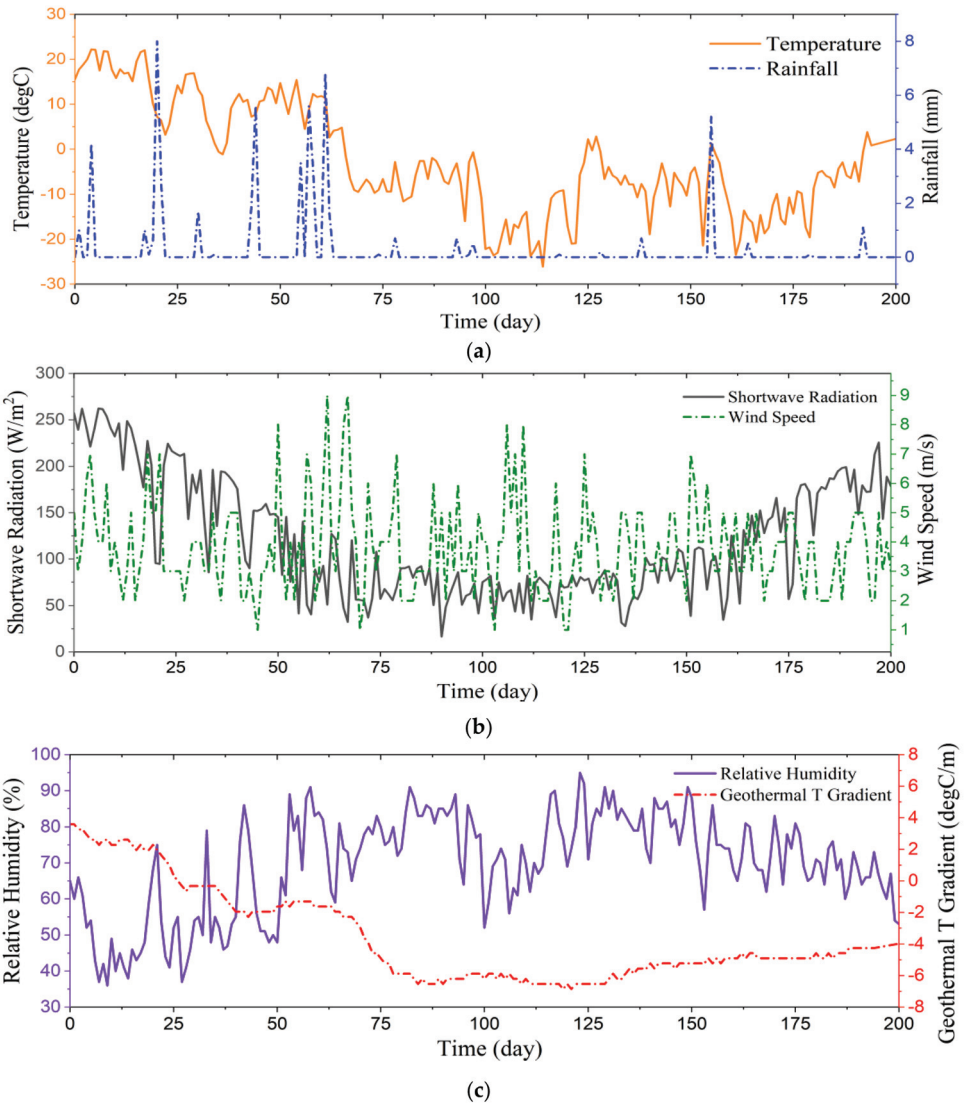 30
20
10
0
-10
-20
-30
Temperature (degC)
Temperature
Rainfall
8
6
4
2
0
-1
Rainfall (mm)
0 25 50 75 100 125 150 175 200
Time (day)
(a)
300
250
200
150
100
50
0
Shortwave Radiation (W/m²)
Shortwave Radiation
Wind Speed
9
8
7
6
5
4
3
2
1
Wind Speed (m/s)
0 25 50 75 100 125 150 175 200
Time (day)
(b)
100
90
80
70
60
50
40
30
Relative Humidity (%)
Relative Humidity
Geothermal T Gradient
8
6
4
2
0
-2
-4
-6
-8
Geothermal T Gradient (degC/m)
0 25 50 75 100 125 150 175 200
Time (day)
(c)